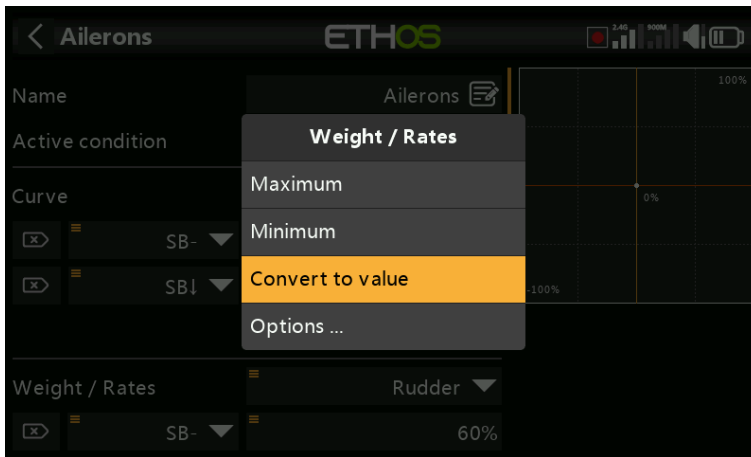 Ailerons
ETHOS
2.4G 900M
Name
Ailerons
100%
Active condition
Weight / Rates
Maximum
Curve
0%
SB-
Minimum
SB↓
Convert to value
-100%
Options ...
Weight / Rates
Rudder
SB-
60%